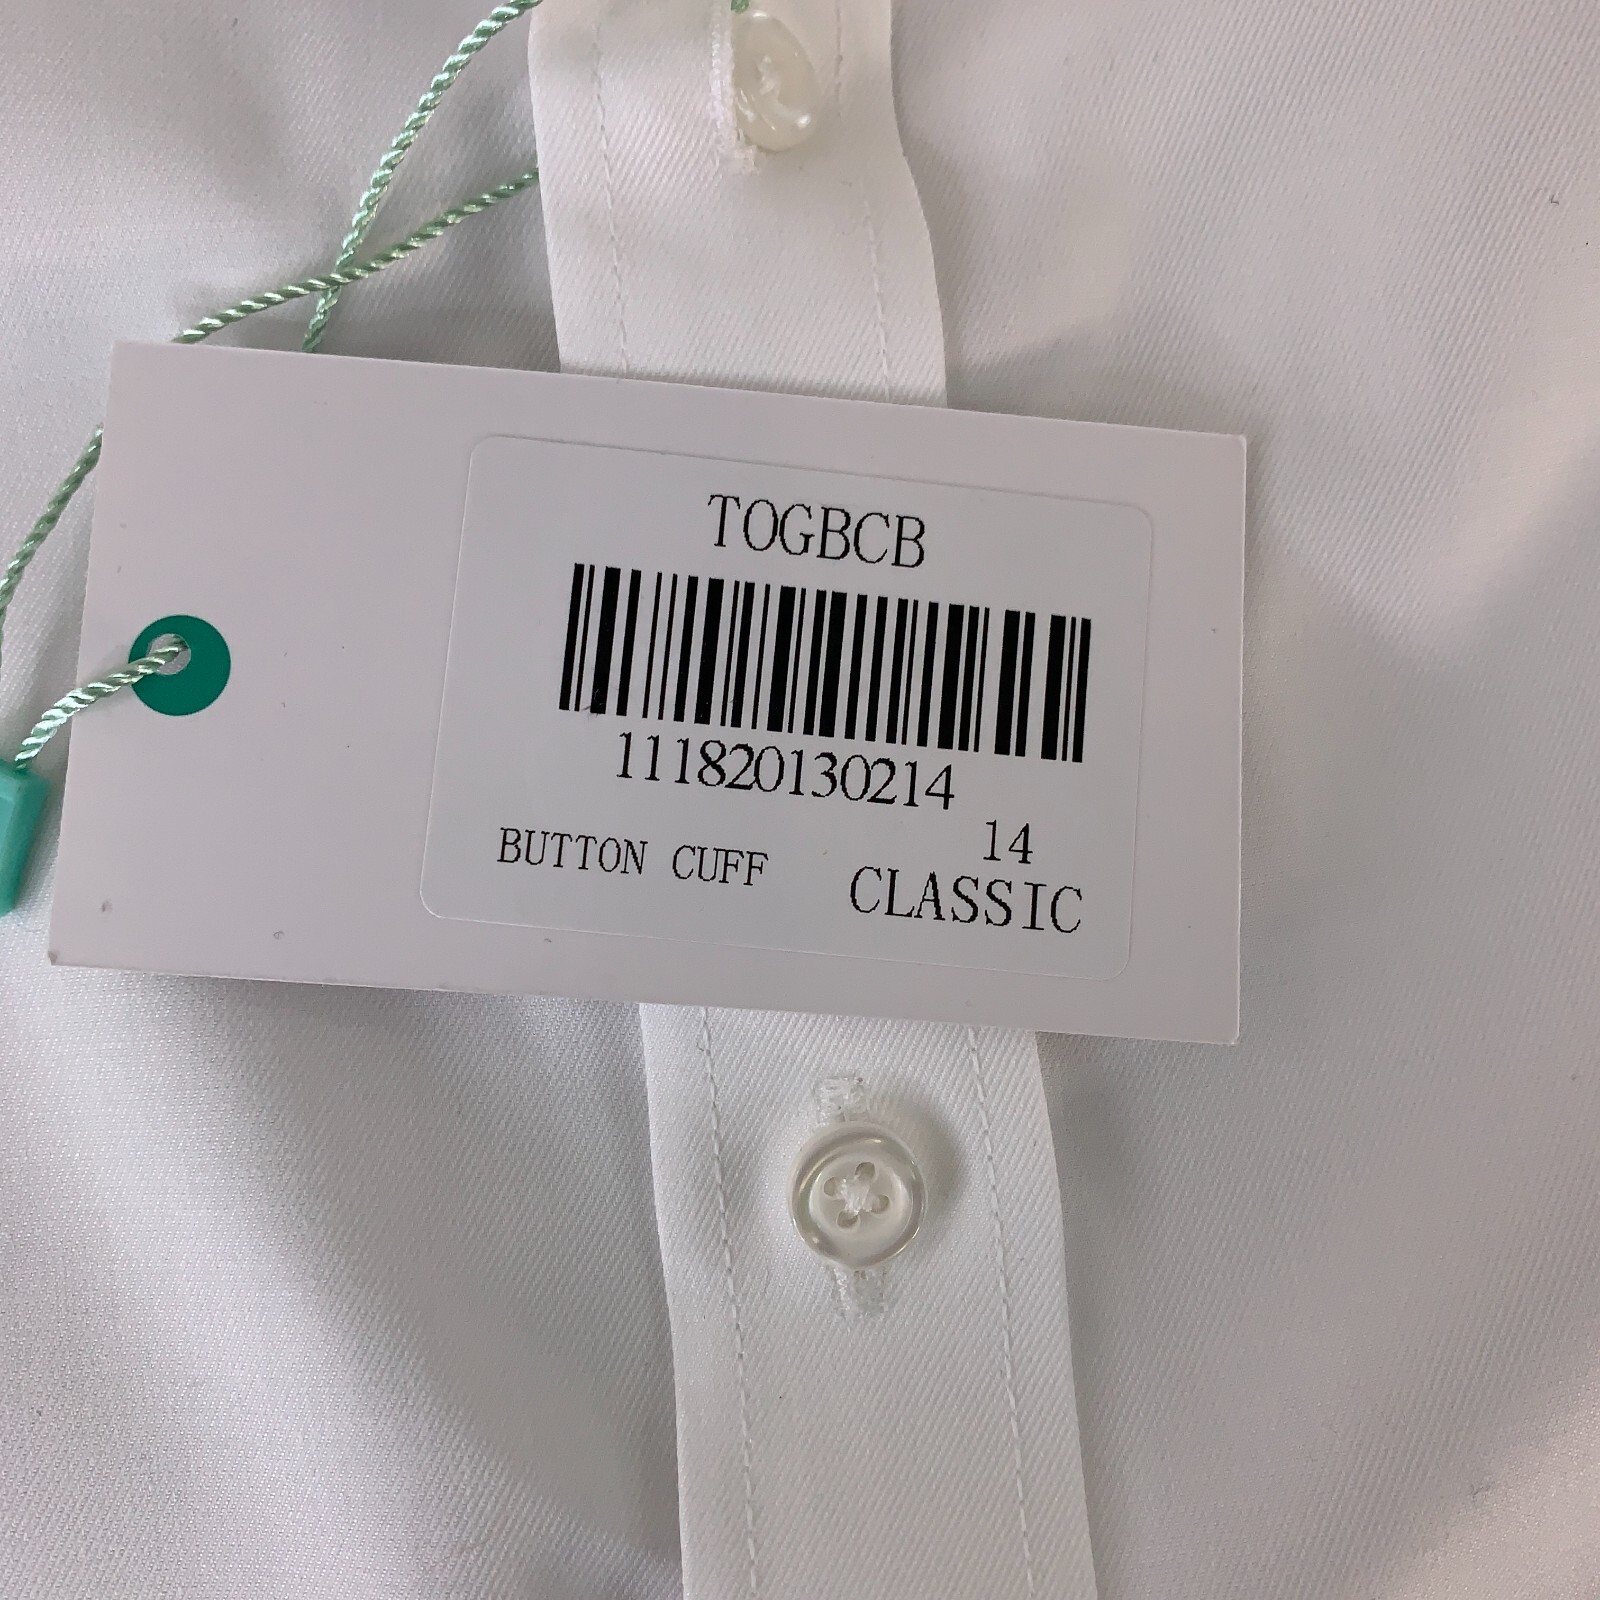 TOGBCB
111820130214
14
BUTTON CUFF CLASSIC